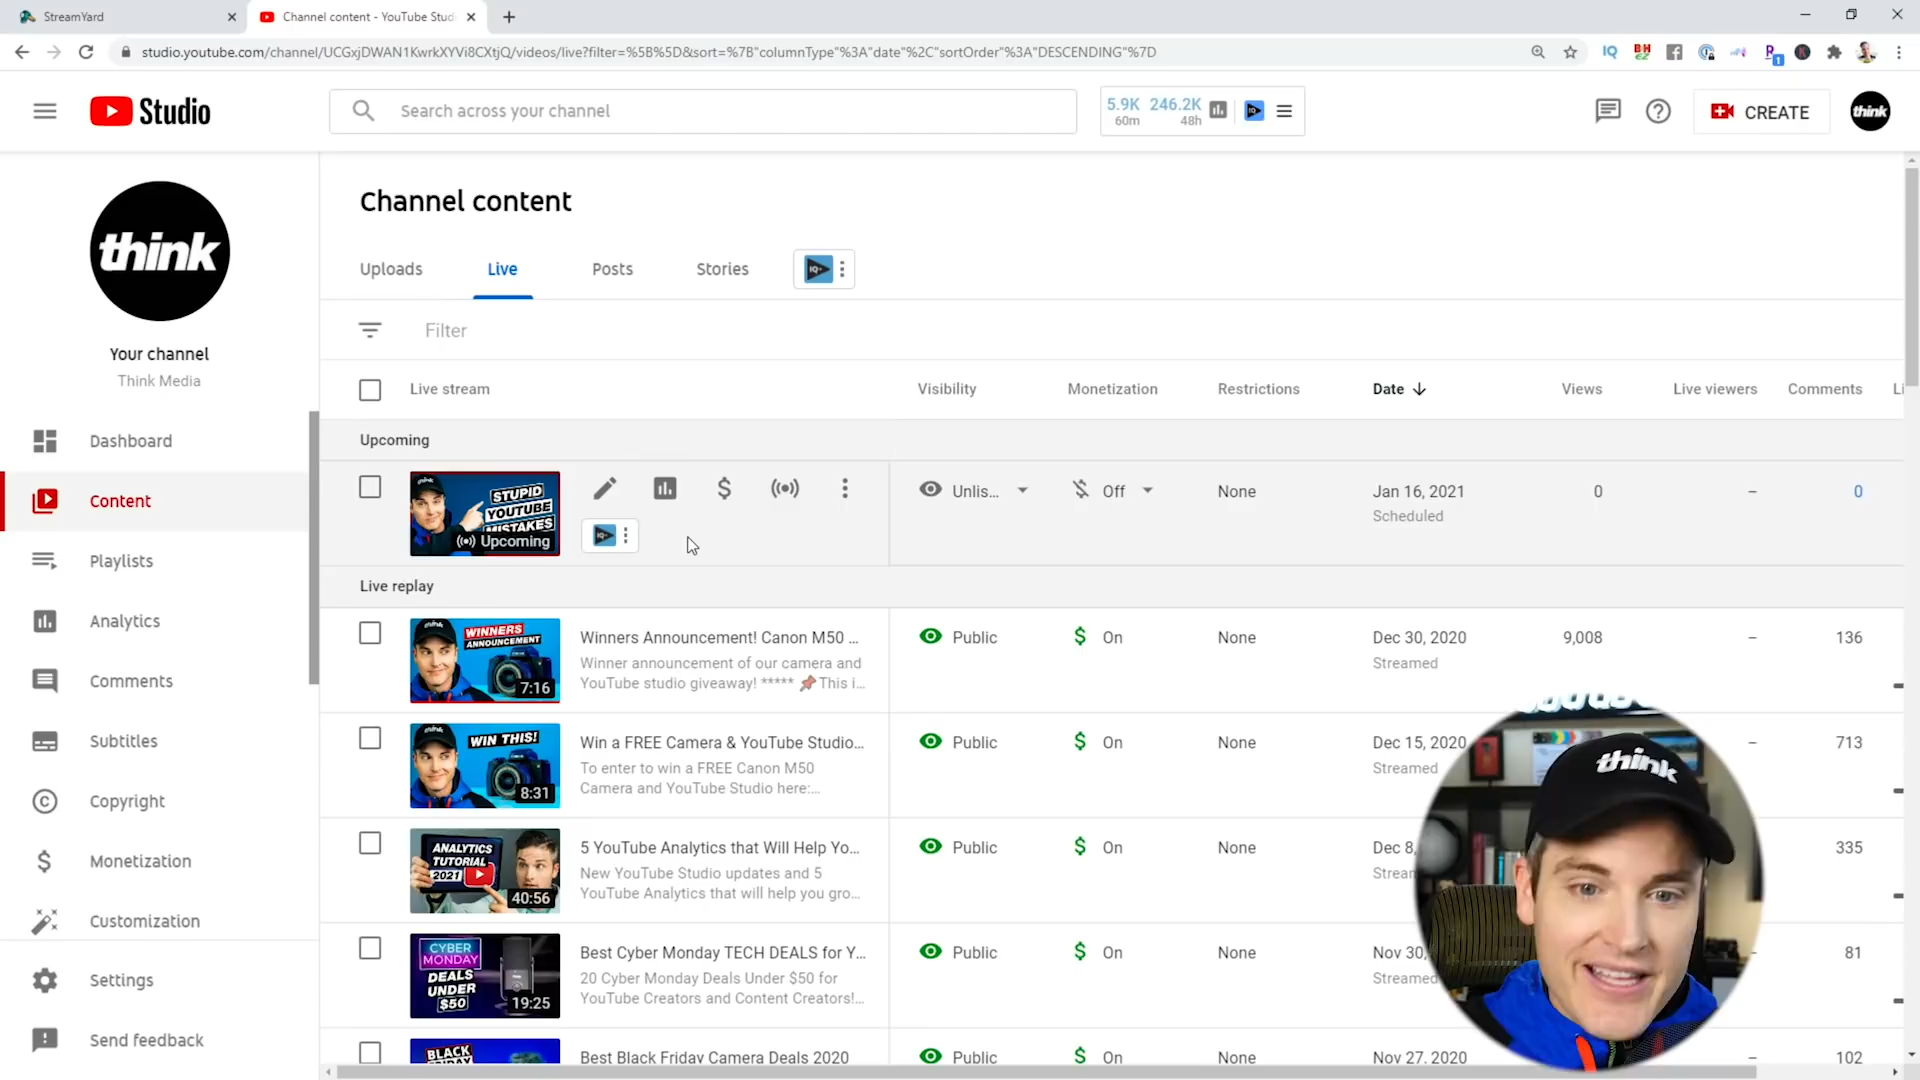 StreamYard
Channel content - YouTube Studi
studio.youtube.com/channel/UCGxjDWAN1KwrkXYVi8CXtjQ/videos/live?filter=%5B%5D&sort=%7B"columnType"%3A"date"%2C"sortOrder"%3A"DESCENDING"%7D
Studio
Search across your channel
5.9K 246.2K
60m 48h
CREATE
think
think
Your channel
Think Media
Dashboard
Content
Playlists
Analytics
Comments
Subtitles
Copyright
Monetization
Customization
Settings
Send feedback
Channel content
Uploads Live Posts Stories
Filter
Live stream Visibility Monetization Restrictions Date Views Live viewers Comments Li
Upcoming
STUPID
YOUTUBE
MISTAKES
Upcoming
Unlis... Off None Jan 16, 2021 0 – 0
Scheduled
Live replay
WINNERS
ANNOUNCEMENT
7:16
Winners Announcement! Canon M50 ... Public On None Dec 30, 2020 9,008 – 136
Winner announcement of our camera and Streamed
YouTube studio giveaway! ***** 📌This i...
WIN THIS!
8:31
Win a FREE Camera & YouTube Studio... Public On None Dec 15, 2020 – 713
To enter to win a FREE Canon M50 Streamed
Camera and YouTube Studio here:...
ANALYTICS
TUTORIAL
2021
40:56
5 YouTube Analytics that Will Help Yo... Public On None Dec 8, 335
New YouTube Studio updates and 5 Stream
YouTube Analytics that will help you gro...
CYBER
MONDAY
DEALS
UNDER
$50
19:25
Best Cyber Monday TECH DEALS for Y... Public On None Nov 30, – 81
20 Cyber Monday Deals Under $50 for Streamed
YouTube Creators and Content Creators!...
BLACK
Best Black Friday Camera Deals 2020 Public On None Nov 27, 2020 – 102
think